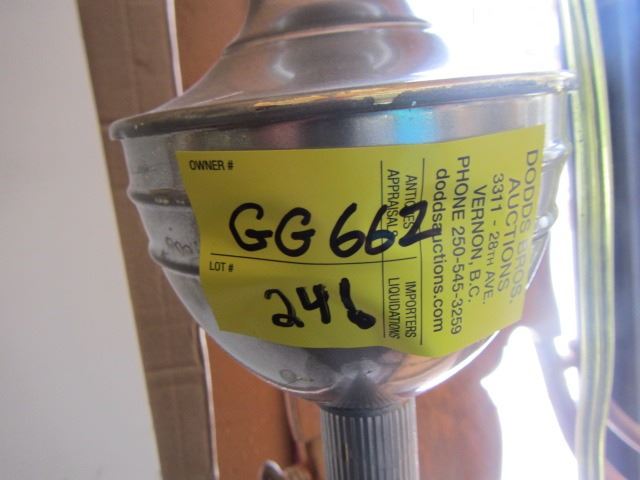 OWNER #
GG 662
LOT #
246
ANTIQUES
APPRAISALS
IMPORTERS
LIQUIDATIONS
DODDS BROS.
AUCTIONS
3311 - 28TH AVE.
VERNON, B.C.
PHONE 250-545-3259
doddsauctions.com